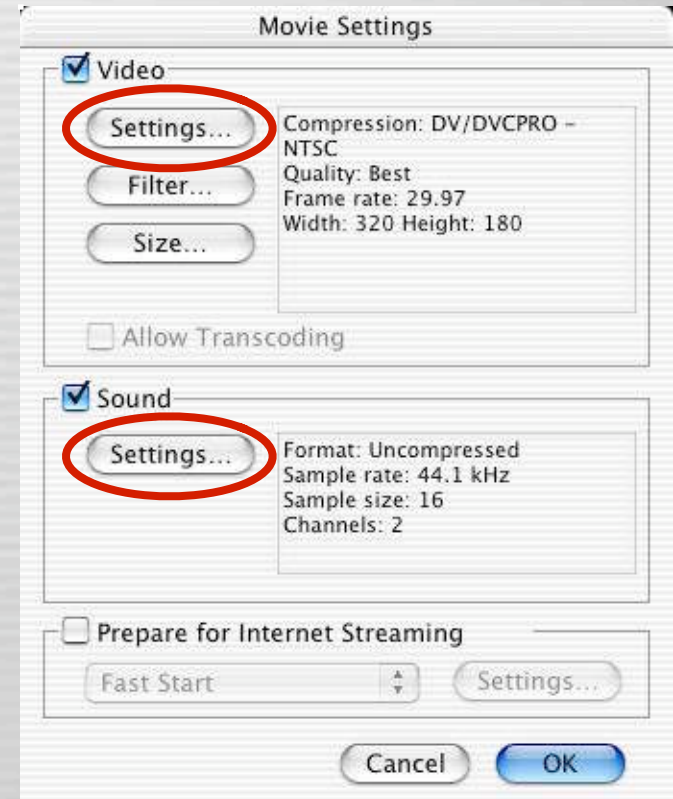 Movie Settings
Video
Settings...
Compression: DV/DVCPRO –
NTSC
Quality: Best
Frame rate: 29.97
Width: 320 Height: 180
Filter...
Size...
Allow Transcoding
Sound
Settings...
Format: Uncompressed
Sample rate: 44.1 kHz
Sample size: 16
Channels: 2
Prepare for Internet Streaming
Fast Start
Settings...
Cancel
OK